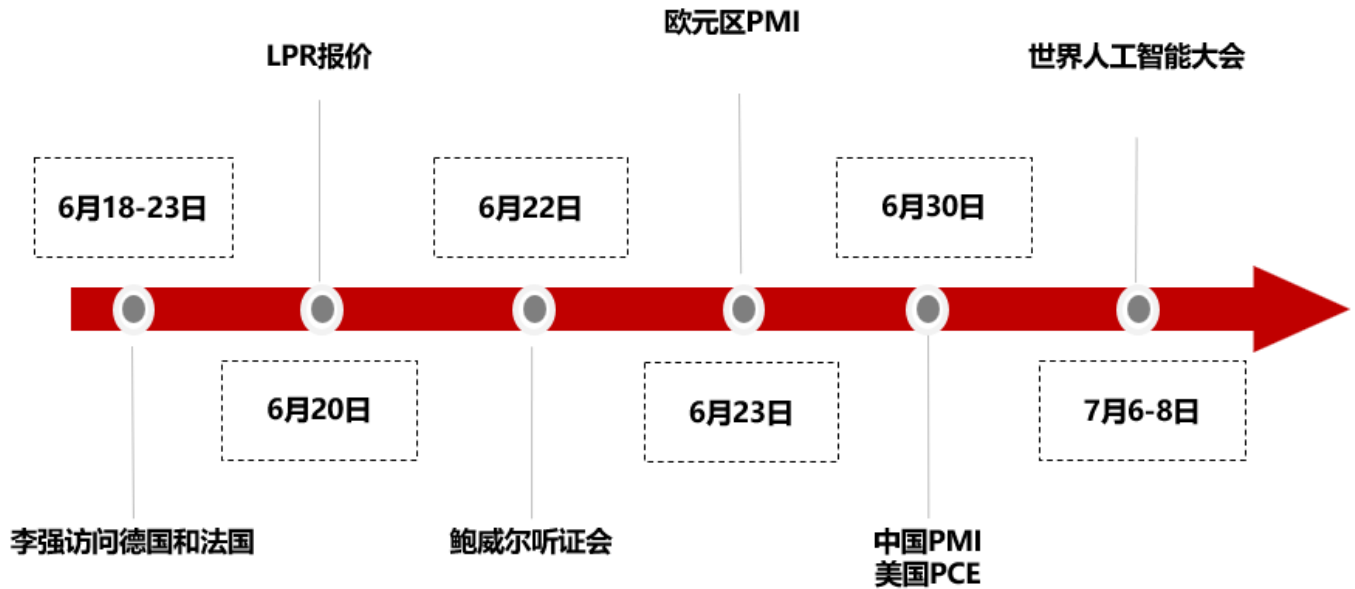 欧元区PMI
LPR报价
世界人工智能大会
6月18-23日
6月22日
6月30日
6月20日
6月23日
7月6-8日
李强访问德国和法国
鲍威尔听证会
中国PMI
美国PCE